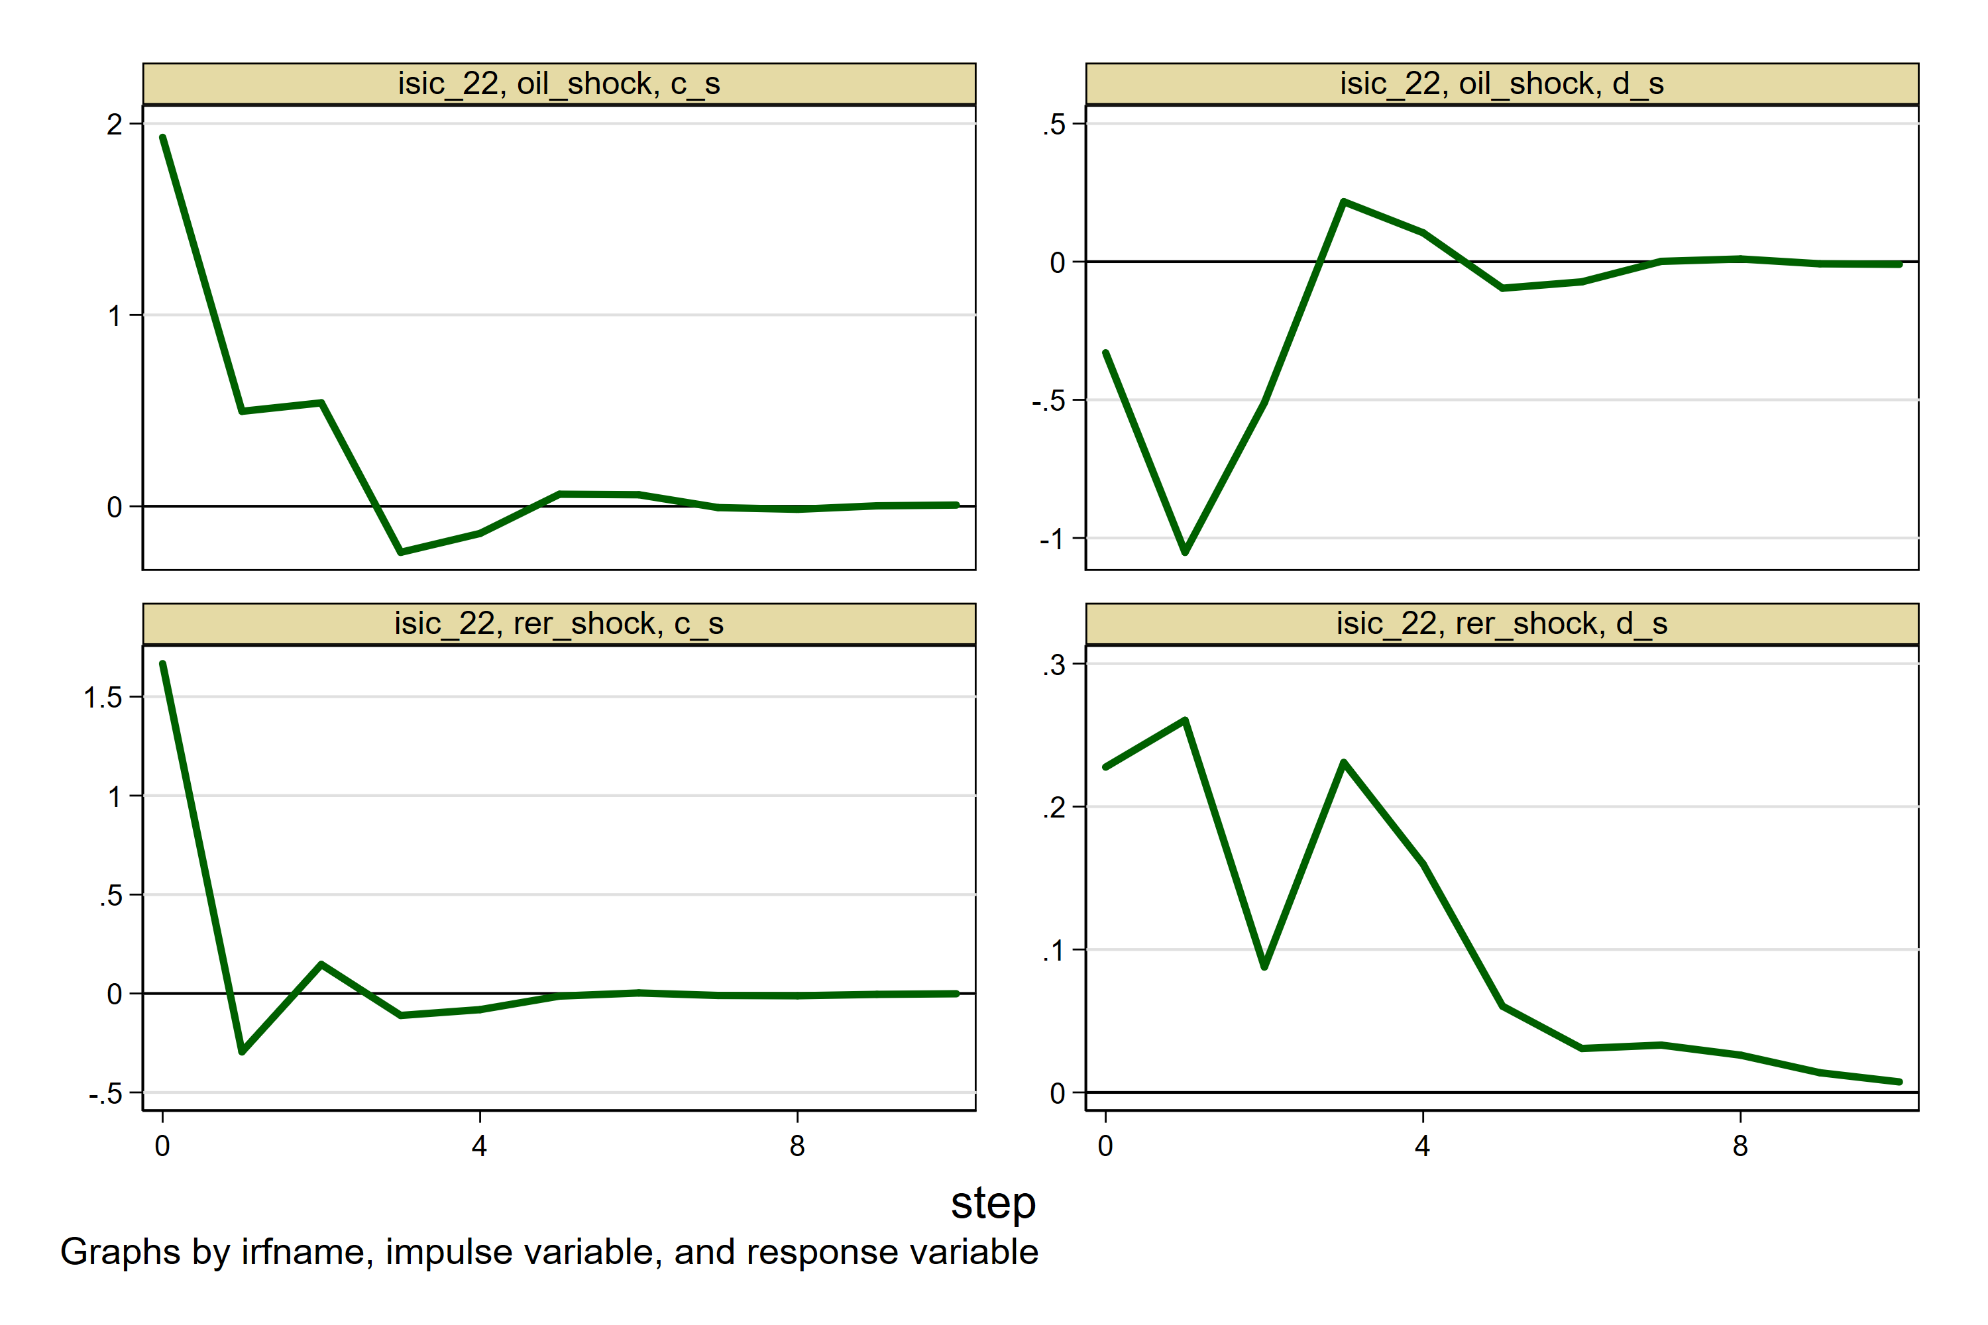 isic_22, oil_shock, c_s
2
1
0
isic_22, oil_shock, d_s
.5
0
-.5
-1
isic_22, rer_shock, c_s
1.5
1
.5
0
-.5
0 4 8
isic_22, rer_shock, d_s
.3
.2
.1
0
0 4 8
step
Graphs by irfname, impulse variable, and response variable